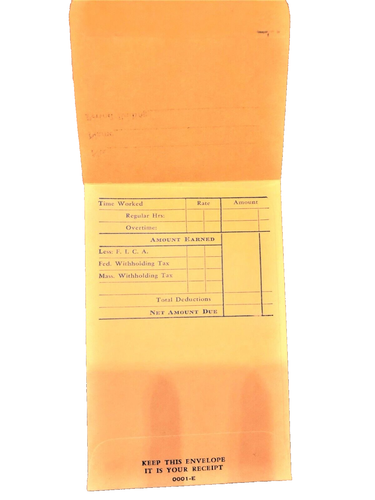 Time Worked Rate Amount
Regular Hrs.
Overtime
AMOUNT EARNED
Less: F. I. C. A.
Fed. Withholding Tax
Mass. Withholding Tax
Total Deductions
NET AMOUNT DUE
KEEP THIS ENVELOPE
IT IS YOUR RECEIPT
0001-E